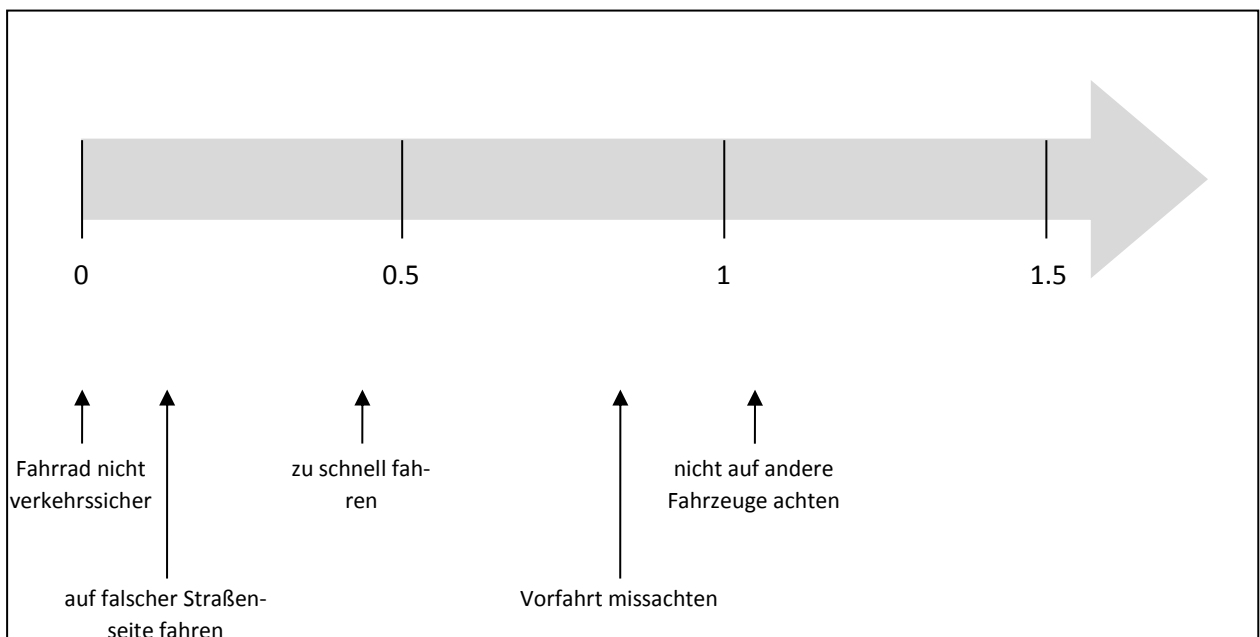 0
0.5
1
1.5
Fahrrad nicht
verkehrssicher
zu schnell fah-
ren
nicht auf andere
Fahrzeuge achten
auf falscher Straßen-
seite fahren
Vorfahrt missachten